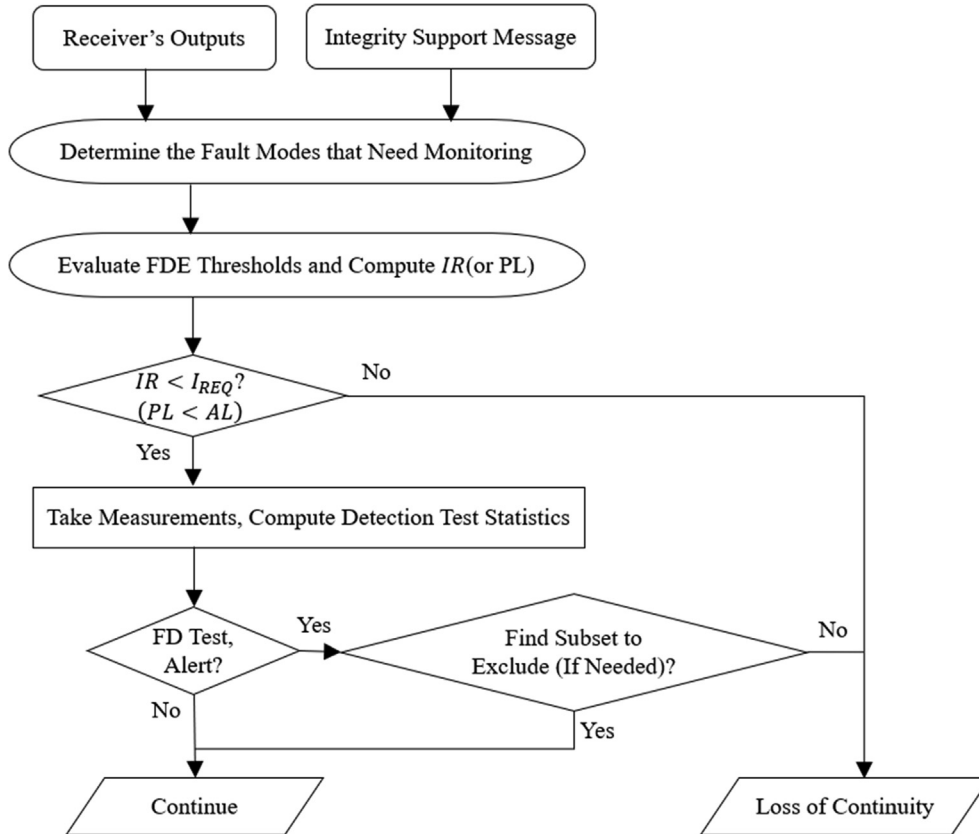 Receiver's Outputs
Integrity Support Message
Determine the Fault Modes that Need Monitoring
Evaluate FDE Thresholds and Compute IR(or PL)
IR < I_REQ?
(PL < AL)
No
Yes
Take Measurements, Compute Detection Test Statistics
FD Test,
Alert?
Yes
Find Subset to
Exclude (If Needed)?
No
No
Yes
Continue
Loss of Continuity